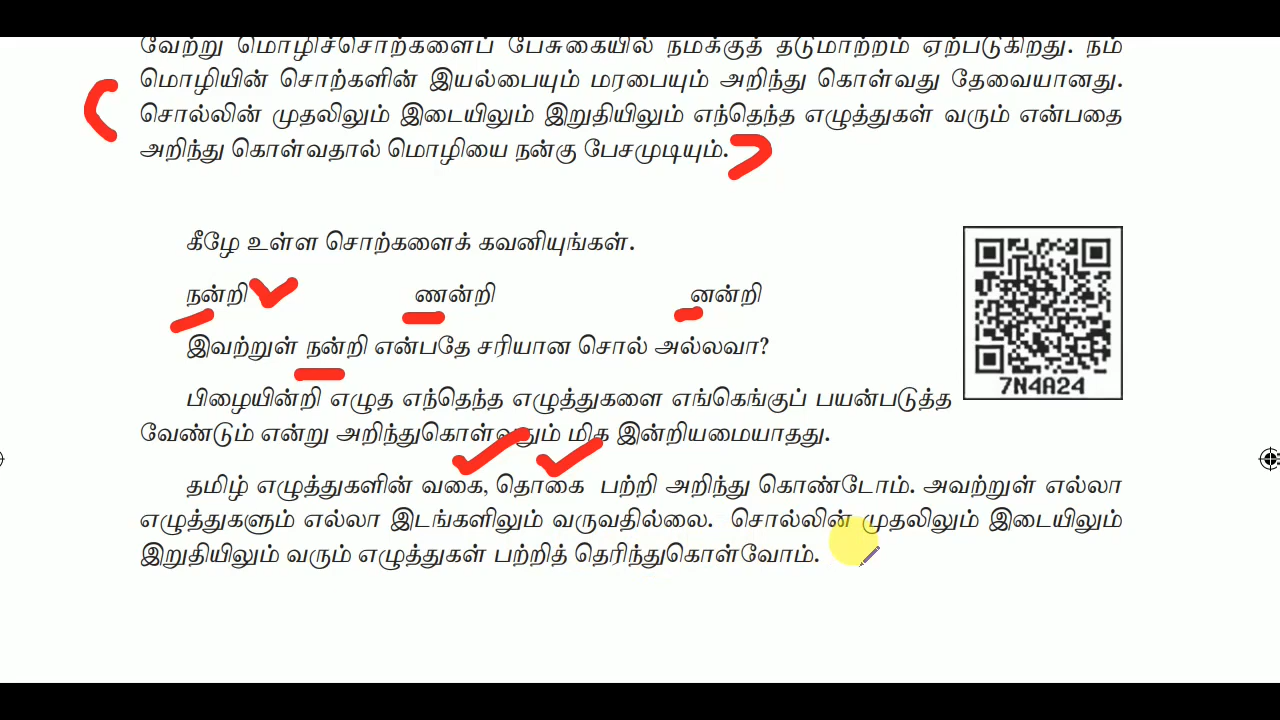 வேற்று மொழிச்சொற்களைப் பேசுகையில் நமக்குத் தடுமாற்றம் ஏற்படுகிறது. நம்
மொழியின் சொற்களின் இயல்பையும் மரபையும் அறிந்து கொள்வது தேவையானது.
சொல்லின் முதலிலும் இடையிலும் இறுதியிலும் எந்தெந்த எழுத்துகள் வரும் என்பதை
அறிந்து கொள்வதால் மொழியை நன்கு பேசமுடியும்.
கீழே உள்ள சொற்களைக் கவனியுங்கள்.
நன்றி ணன்றி னன்றி
இவற்றுள் நன்றி என்பதே சரியான சொல் அல்லவா?
7N4A24
பிழையின்றி எழுத எந்தெந்த எழுத்துகளை எங்கெங்குப் பயன்படுத்த
வேண்டும் என்று அறிந்துகொள்வதும் மிக இன்றியமையாதது.
தமிழ் எழுத்துகளின் வகை, தொகை பற்றி அறிந்து கொண்டோம். அவற்றுள் எல்லா
எழுத்துகளும் எல்லா இடங்களிலும் வருவதில்லை. சொல்லின் முதலிலும் இடையிலும்
இறுதியிலும் வரும் எழுத்துகள் பற்றித் தெரிந்துகொள்வோம்.